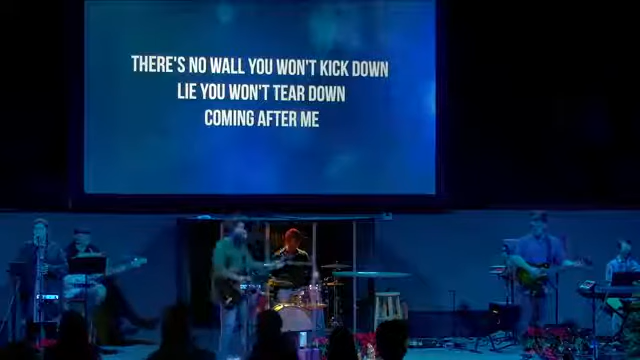 THERE'S NO WALL YOU WON'T KICK DOWN
LIE YOU WON'T TEAR DOWN
COMING AFTER ME